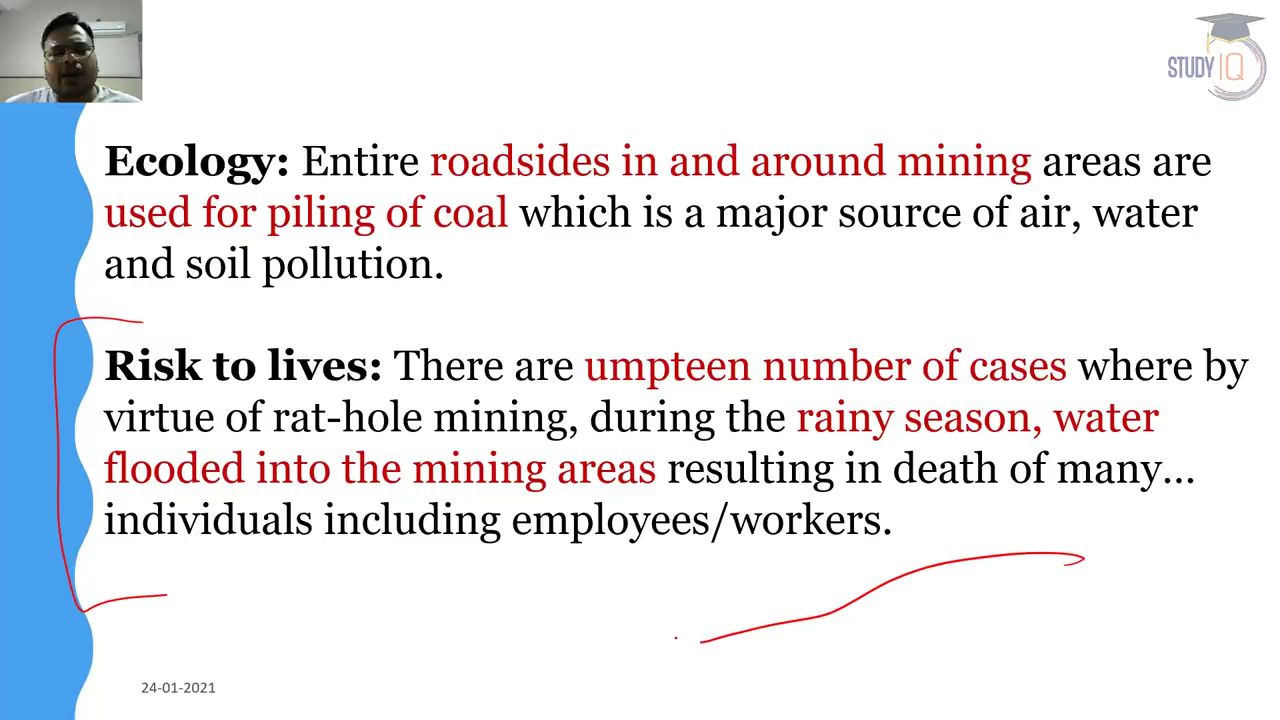 STUDY IQ
Ecology: Entire roadsides in and around mining areas are
used for piling of coal which is a major source of air, water
and soil pollution.
Risk to lives: There are umpteen number of cases where by
virtue of rat-hole mining, during the rainy season, water
flooded into the mining areas resulting in death of many...
individuals including employees/workers.
24-01-2021